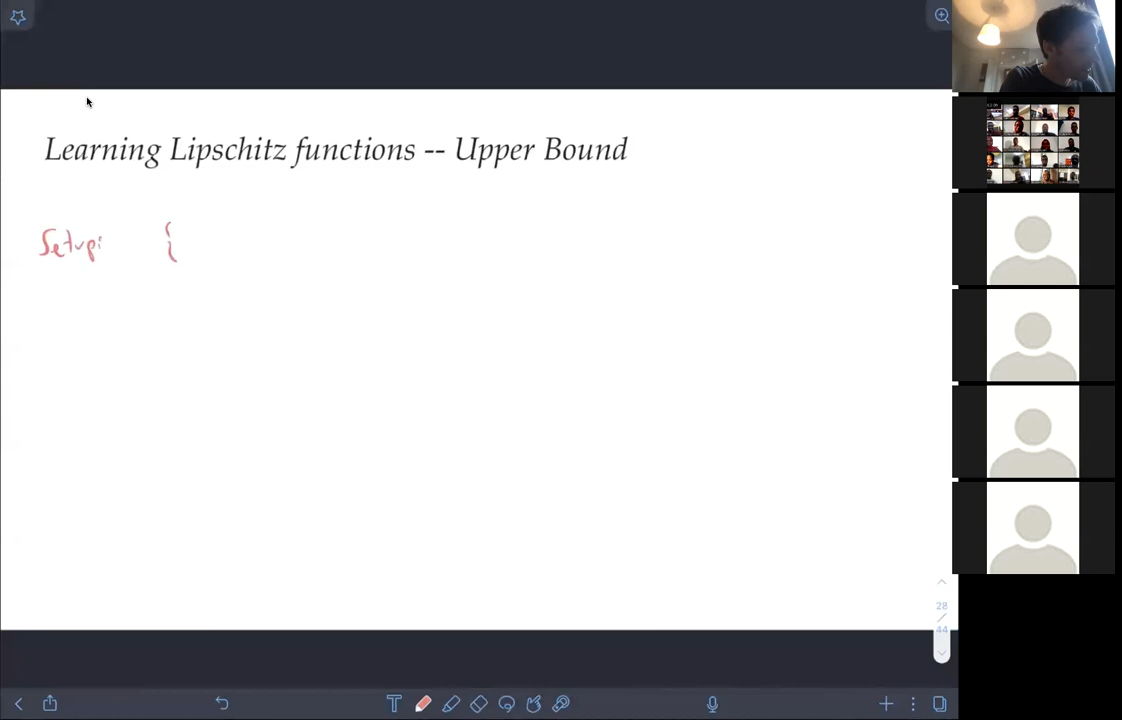 Learning Lipschitz functions -- Upper Bound
Setup: {
28
/
44
T